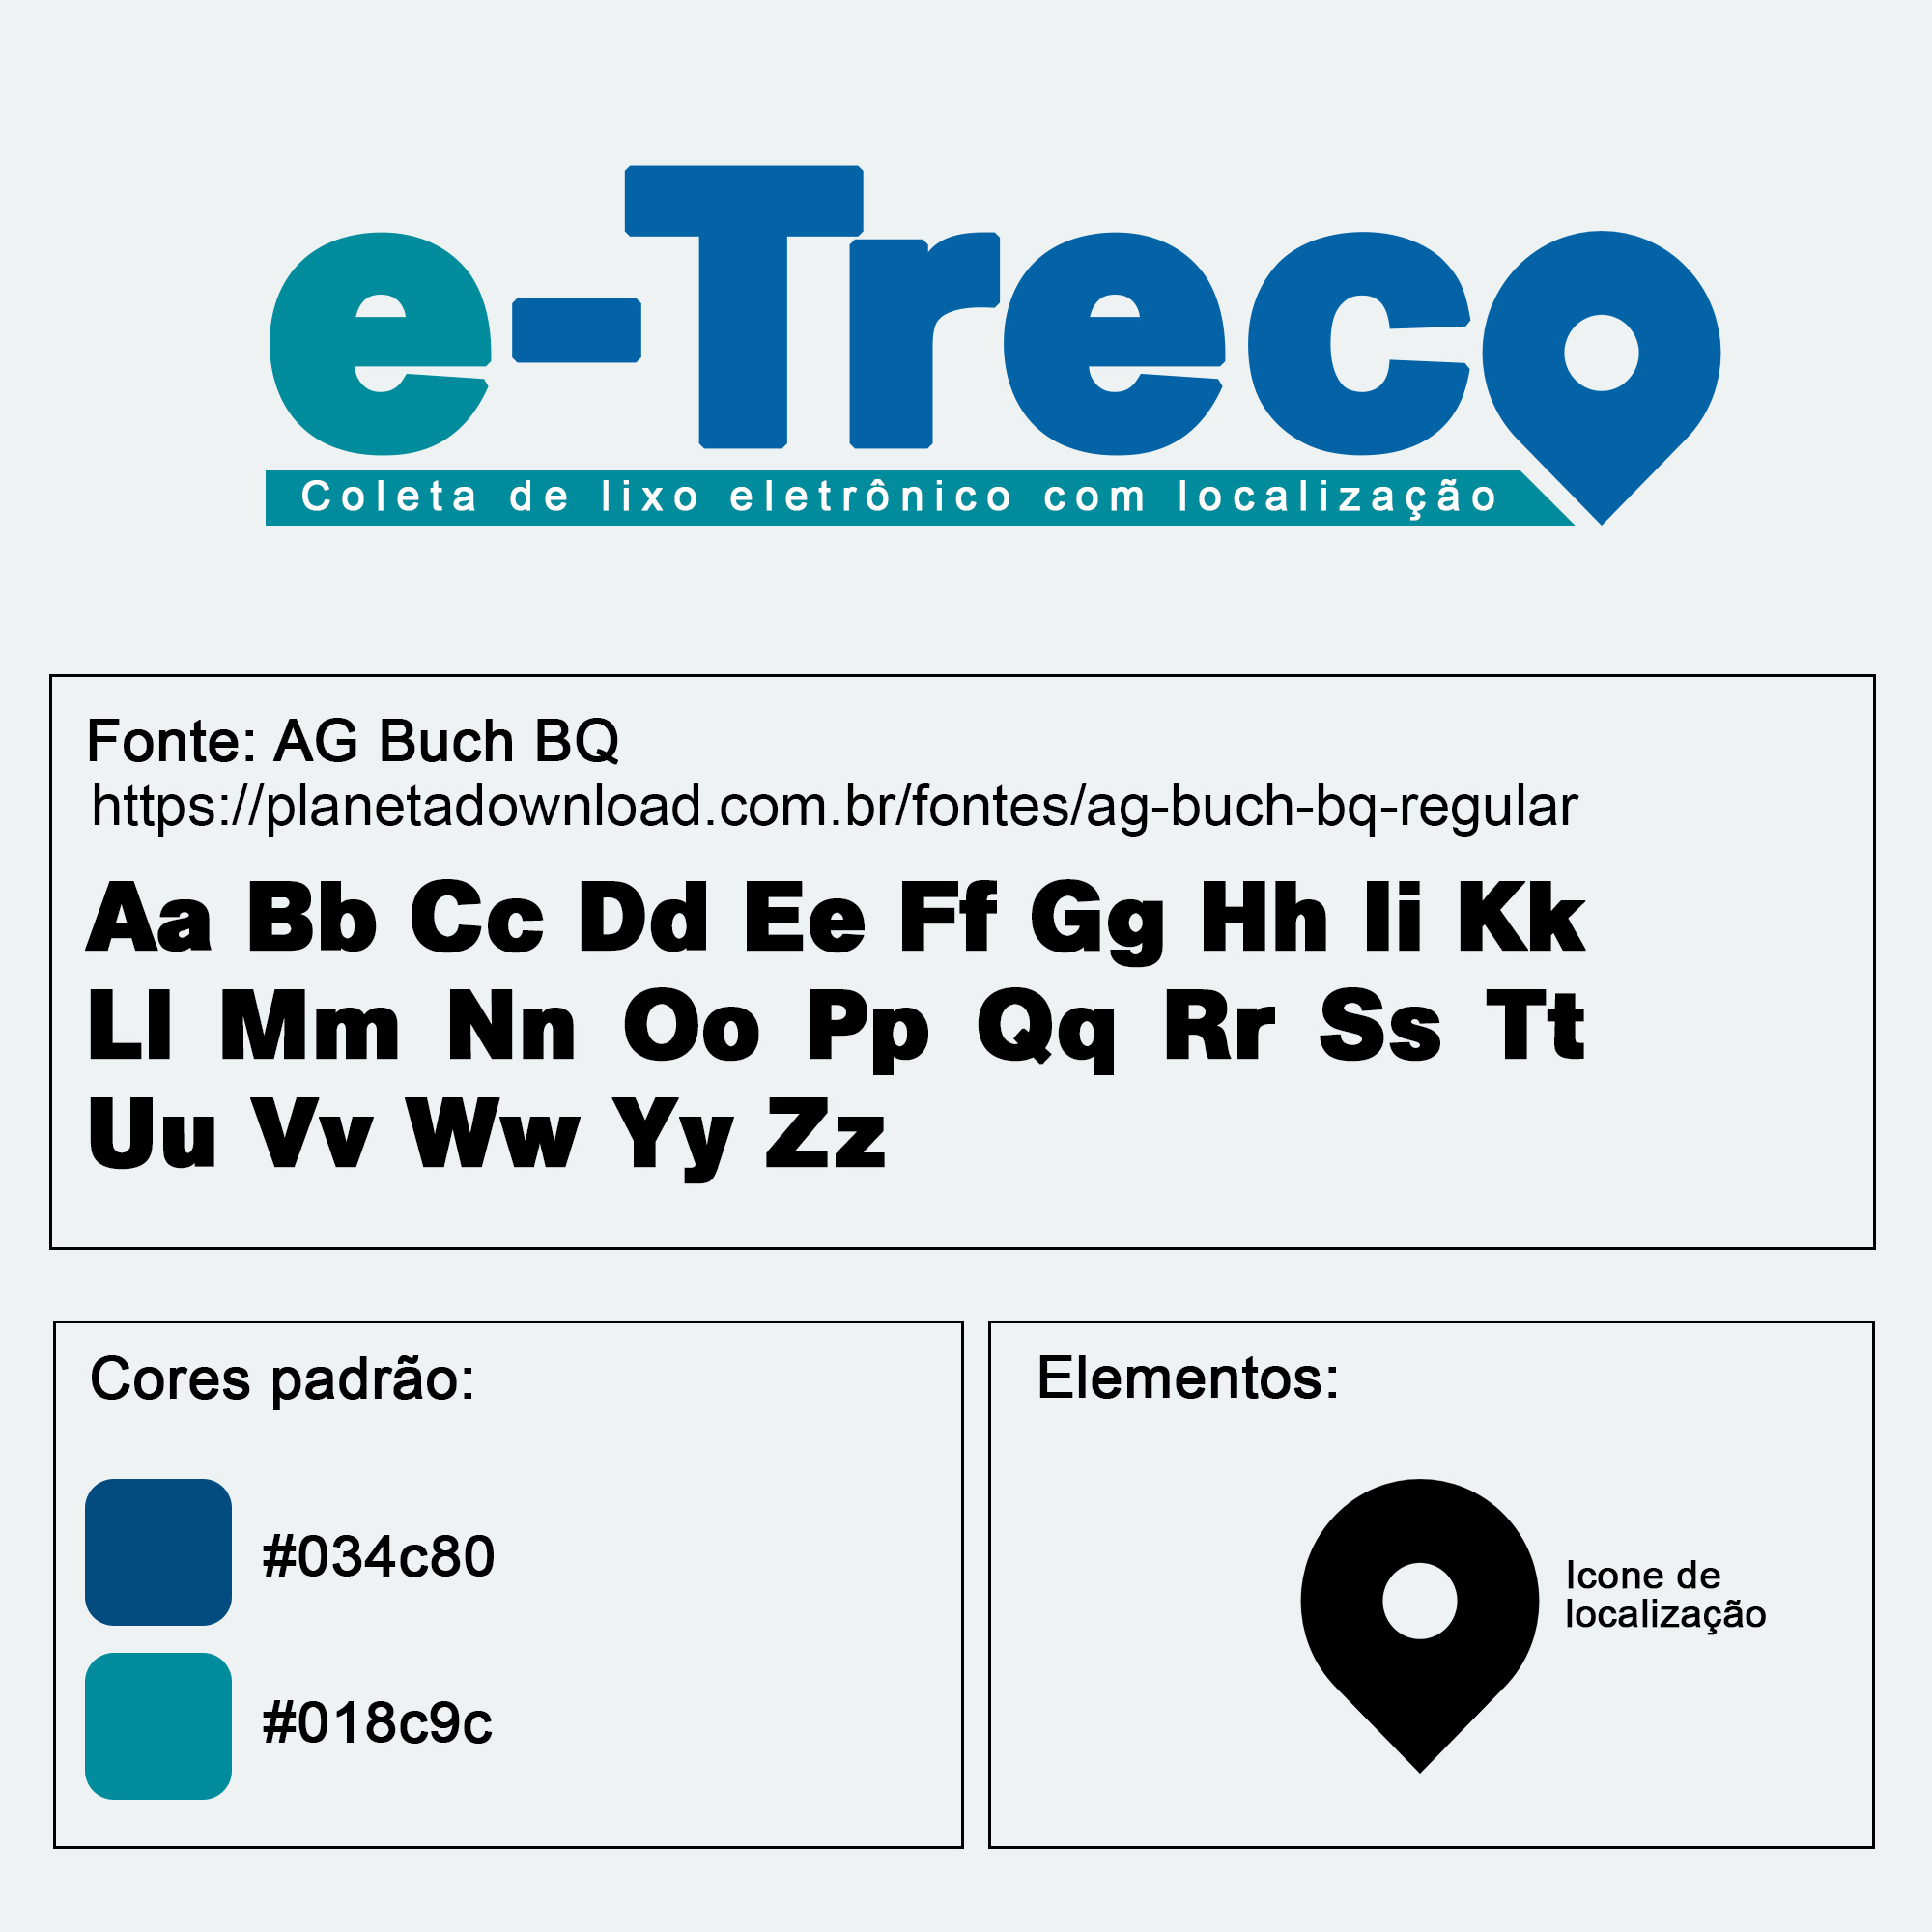 e-Treco
Coleta de lixo eletrônico com localização
Fonte: AG Buch BQ
https://planetadownload.com.br/fontes/ag-buch-bq-regular
Aa Bb Cc Dd Ee Ff Gg Hh Ii Kk
Ll Mm Nn Oo Pp Qq Rr Ss Tt
Uu Vv Ww Yy Zz
Cores padrão:
#034c80
#018c9c
Elementos:
Icone de
localização